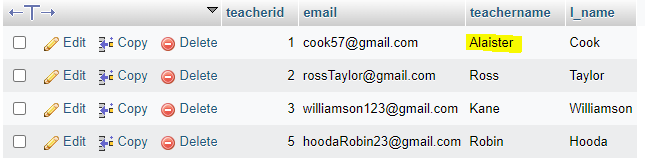 teacherid email teachername l_name
Edit Copy Delete 1 cook57@gmail.com Alaister Cook
Edit Copy Delete 2 rossTaylor@gmail.com Ross Taylor
Edit Copy Delete 3 williamson123@gmail.com Kane Williamson
Edit Copy Delete 5 hoodaRobin23@gmail.com Robin Hooda